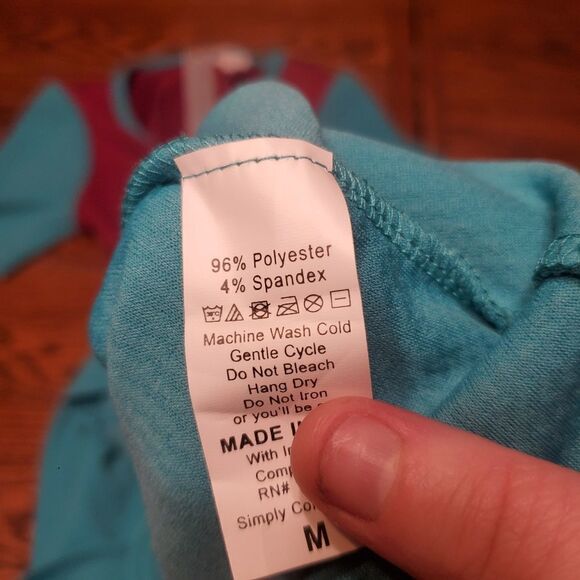 96% Polyester
4% Spandex
30°C
Machine Wash Cold
Gentle Cycle
Do Not Bleach
Hang Dry
Do Not Iron
or you'll be
MADE
With
RN#
Simply
M